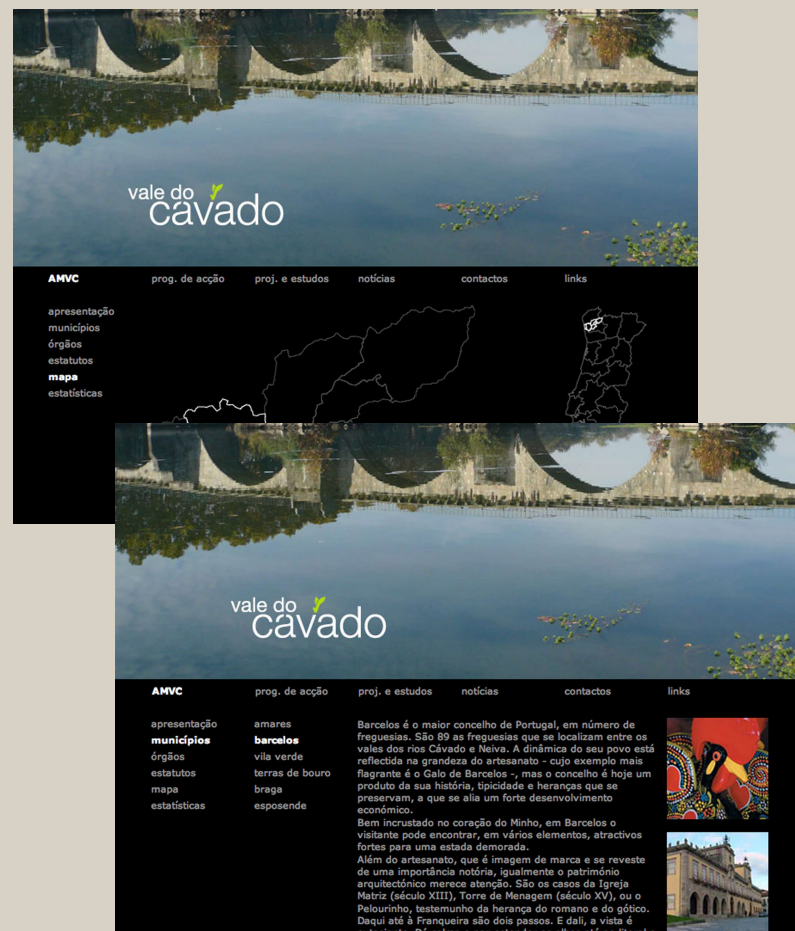 vale do
cávado
AMVC prog. de acção proj. e estudos notícias contactos links
apresentação
municípios
órgãos
estatutos
mapa
estatísticas
vale do
cávado
AMVC prog. de acção proj. e estudos notícias contactos links
apresentação
municípios
órgãos
estatutos
mapa
estatísticas
amares
barcelos
vila verde
terras de bouro
braga
esposende
Barcelos é o maior concelho de Portugal, em número de
freguesias. São 89 as freguesias que se localizam entre os
vales dos rios Cávado e Neiva. A dinâmica do seu povo está
reflectida na grandeza do artesanato - cujo exemplo mais
flagrante é o Galo de Barcelos -, mas o concelho é hoje um
produto da sua história, tipicidade e heranças que se
preservam, a que se alia um forte desenvolvimento
económico.
Bem incrustado no coração do Minho, em Barcelos o
visitante pode encontrar, em vários elementos, atractivos
fortes para uma estada demorada.
Além do artesanato, que é imagem de marca e se reveste
de uma importância notória, igualmente o património
arquitectónico merece atenção. São os casos da Igreja
Matriz (século XIII), Torre de Menagem (século XV), ou o
Pelourinho, testemunho da herança do romano e do gótico.
Daqui até à Franqueira são dois passos. E dali, a vista é